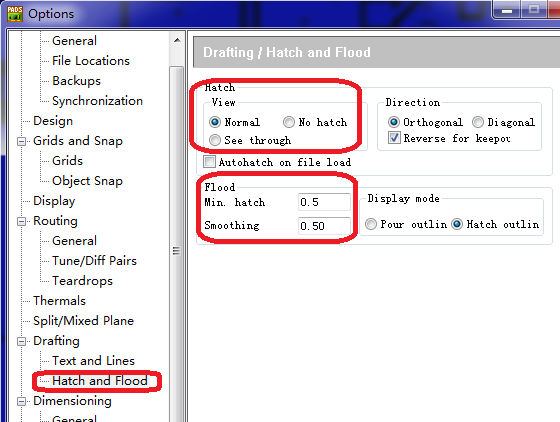 PADS
Options
General
File Locations
Backups
Synchronization
Design
Grids and Snap
Grids
Object Snap
Display
Routing
General
Tune/Diff Pairs
Teardrops
Thermals
Split/Mixed Plane
Drafting
Text and Lines
Hatch and Flood
Dimensioning
General
Drafting / Hatch and Flood
Hatch
View
Normal
No hatch
See through
Direction
Orthogonal
Diagonal
Reverse for keepou
Autohatch on file load
Flood
Min. hatch
0.5
Smoothing
0.50
Display mode
Pour outlin
Hatch outlin